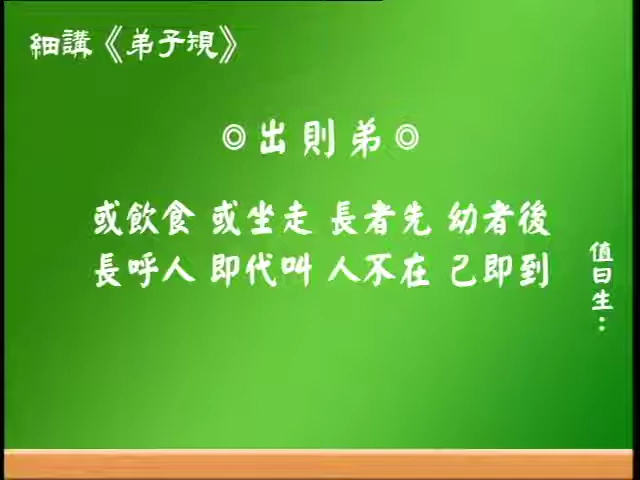 細講《弟子規》
◎出則弟◎
或飲食 或坐走 長者先 幼者後
長呼人 即代叫 人不在 己即到
值日生：